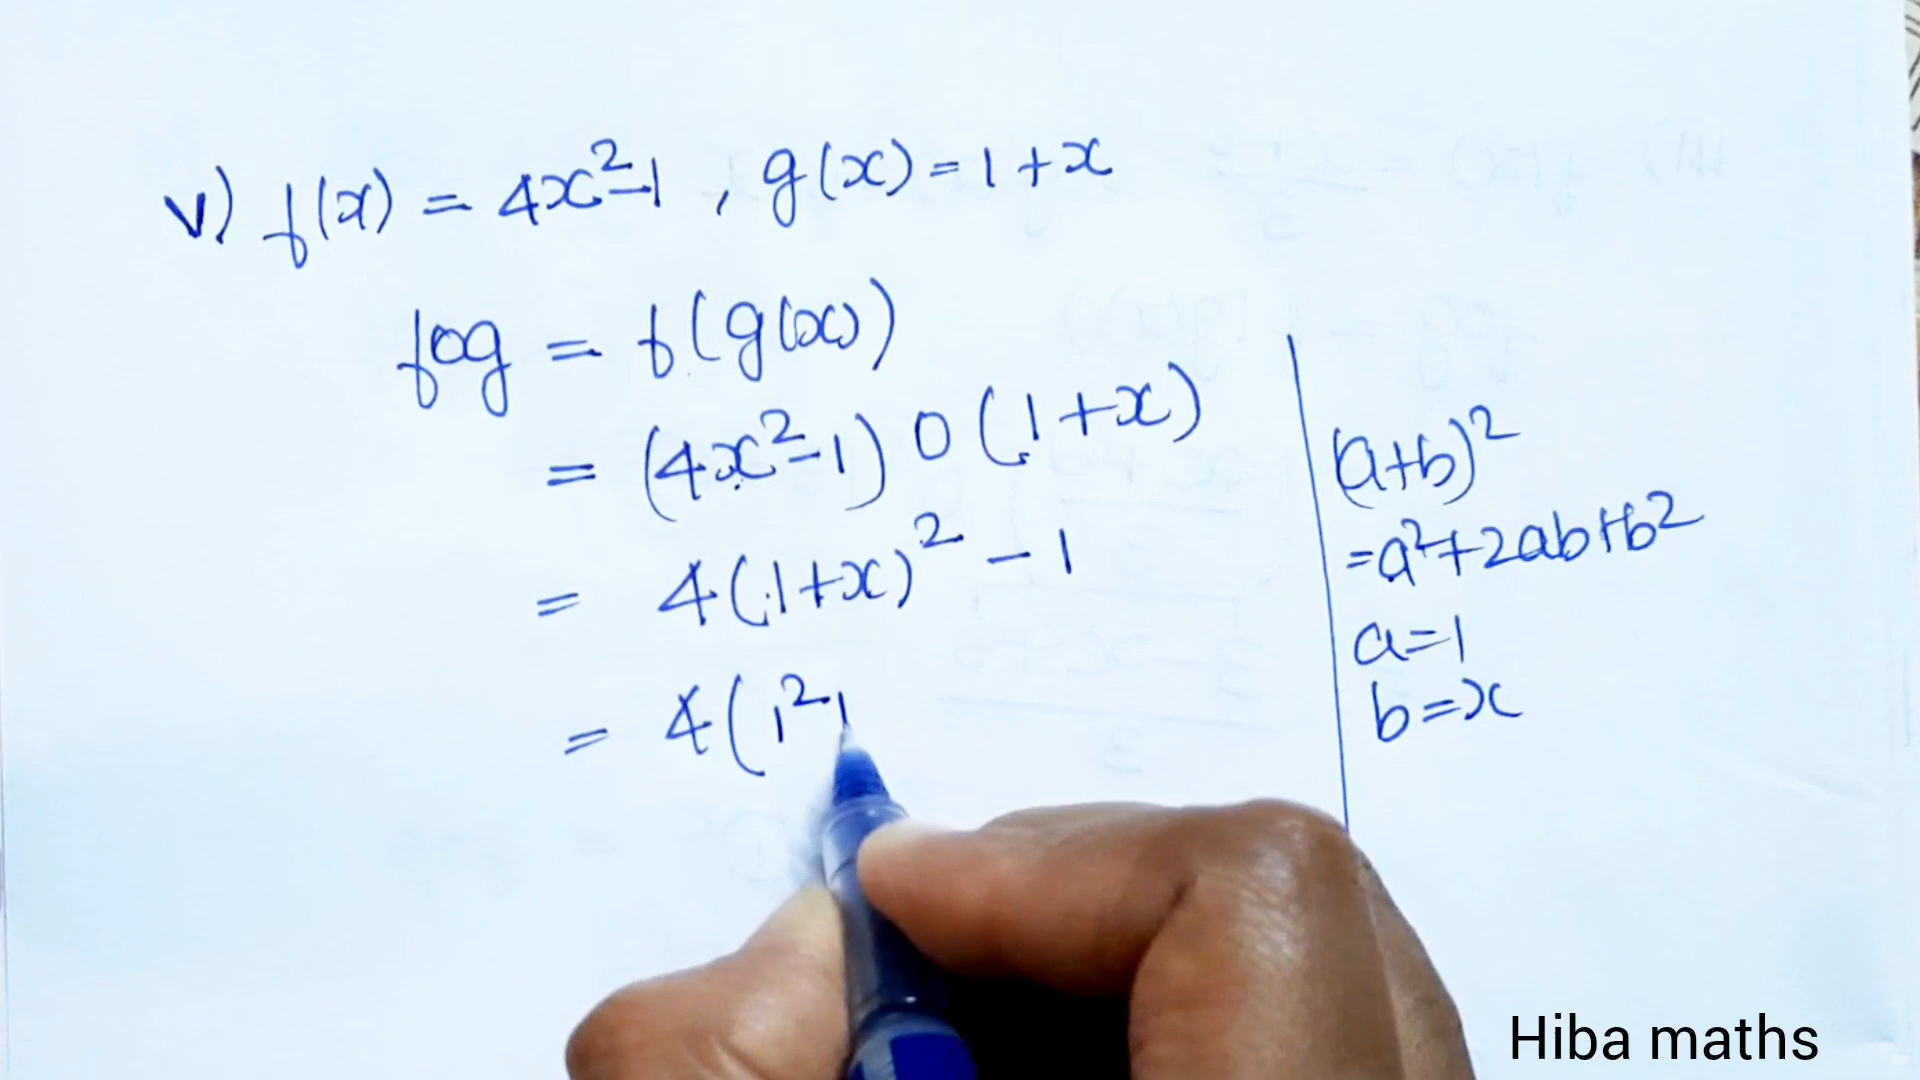 v) f(x) = 4x²-1 , g(x) = 1+x
fog = f(g(x))
= (4x²-1) o (1+x)
= 4(1+x)² - 1
= 4(1²
(a+b)²
=a²+2ab+b²
a=1
b=x
Hiba maths